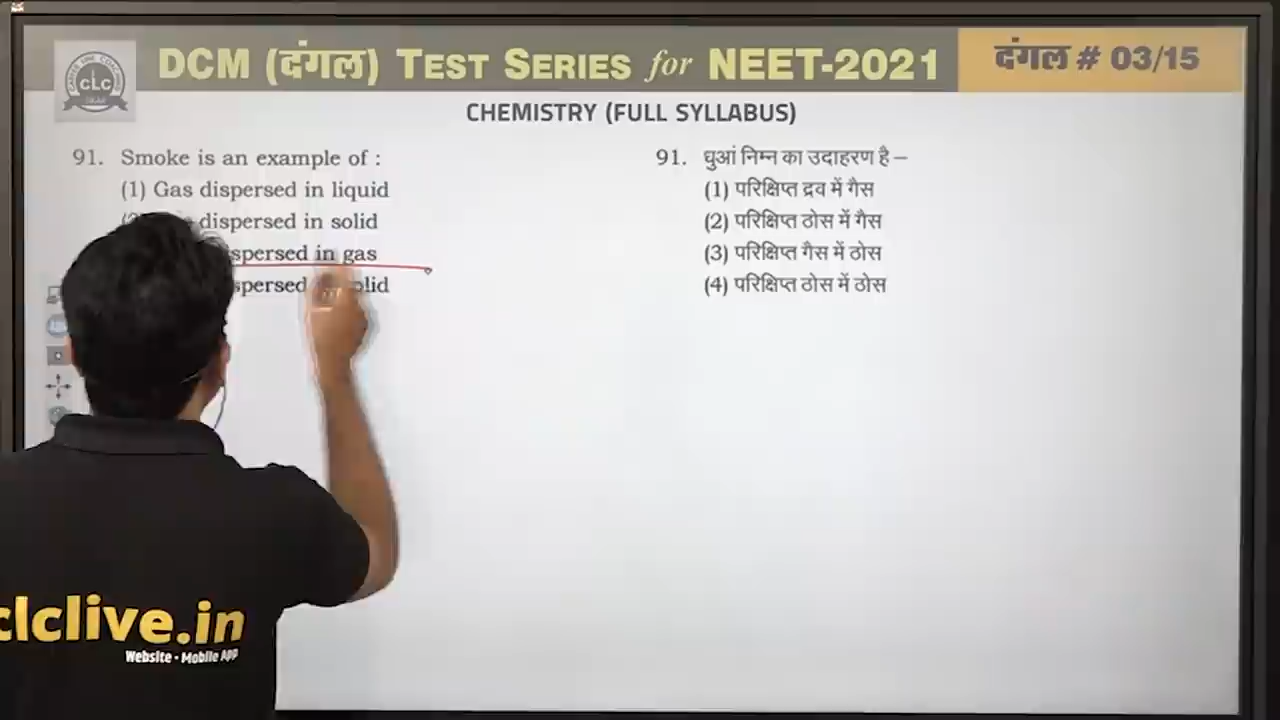 DCM (दंगल) TEST SERIES for NEET-2021
दंगल # 03/15
CLC
CHEMISTRY (FULL SYLLABUS)
91. Smoke is an example of :
(1) Gas dispersed in liquid
dispersed in solid
spersed in gas
spersed
91. धुआं निम्न का उदाहरण है –
(1) परिक्षिप्त द्रव में गैस
(2) परिक्षिप्त ठोस में गैस
(3) परिक्षिप्त गैस में ठोस
(4) परिक्षिप्त ठोस में ठोस
clclive.in
Website • Mobile App